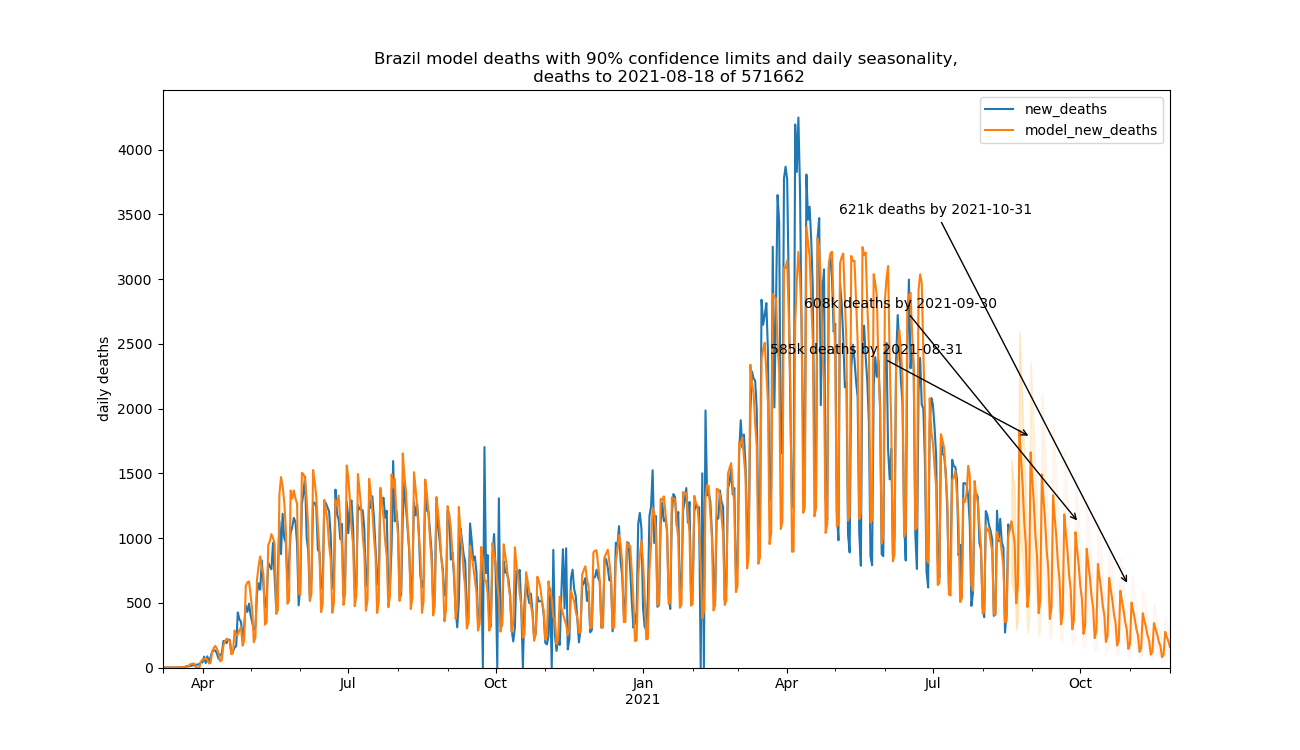 Brazil model deaths with 90% confidence limits and daily seasonality,
deaths to 2021-08-18 of 571662
new_deaths
model_new_deaths
4000
3500
3000
2500
2000
1500
1000
500
0
daily deaths
621k deaths by 2021-10-31
608k deaths by 2021-09-30
585k deaths by 2021-08-31
Apr
Jul
Oct
Jan
2021
Apr
Jul
Oct